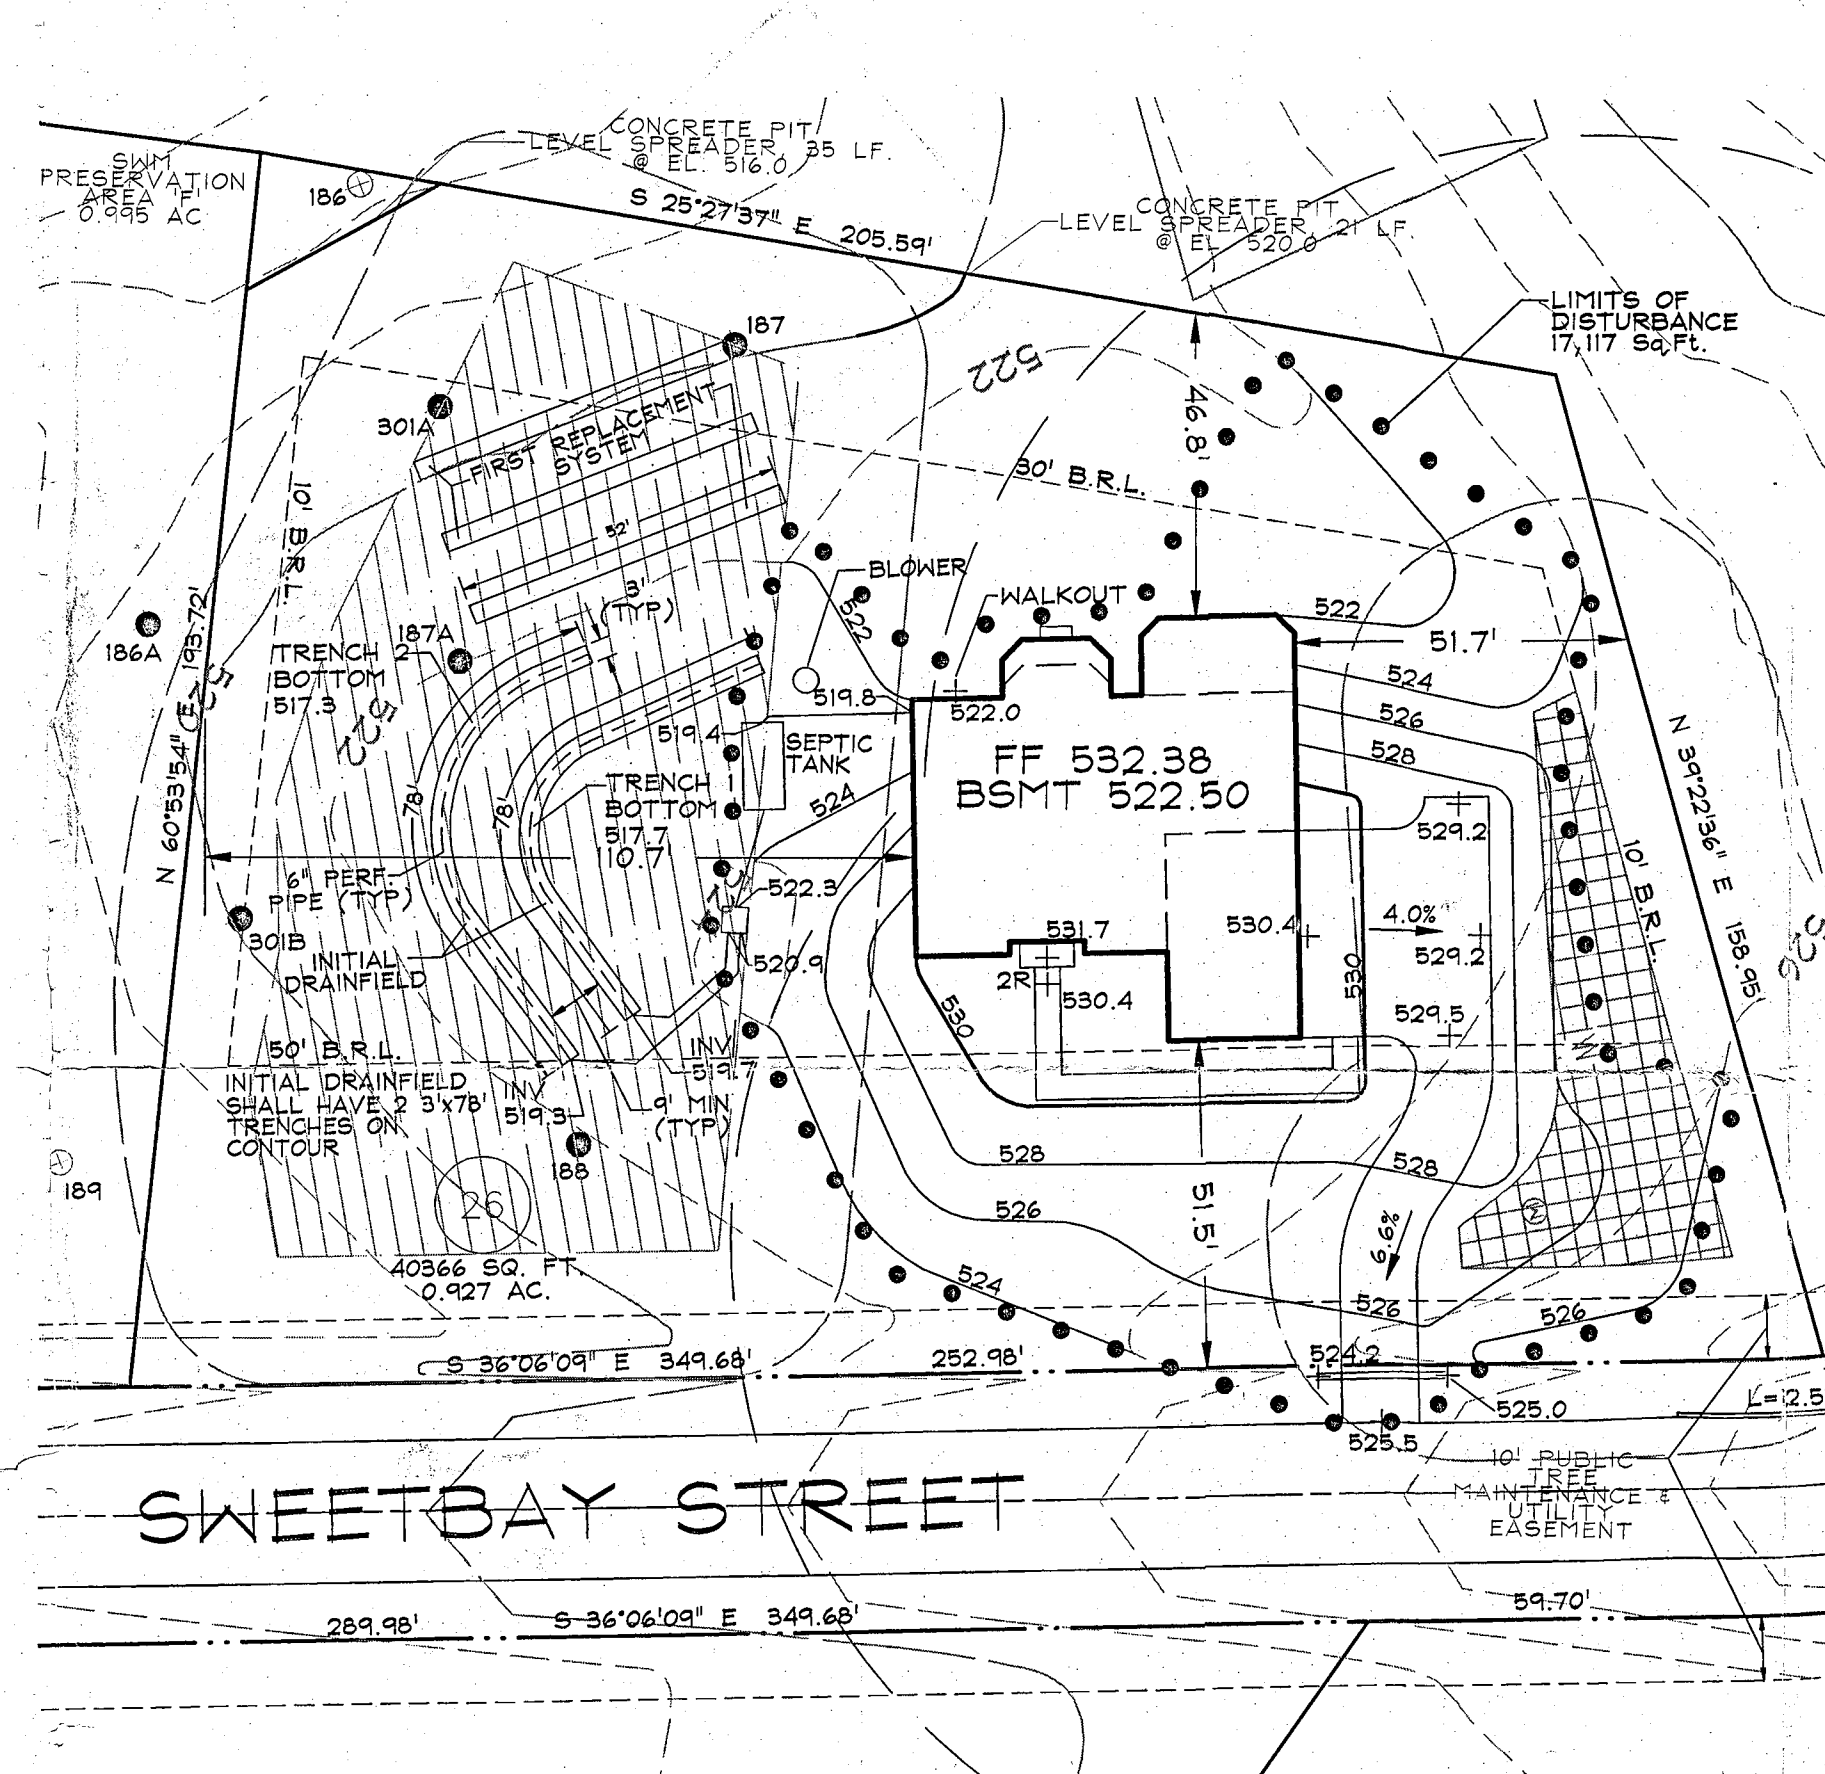 CONCRETE PIT
LEVEL SPREADER, 35 LF.
@ EL. 516.0
SWM
PRESERVATION
AREA 'F'
0.995 AC
186
S 25°27'37" E 205.59'
CONCRETE PIT
LEVEL SPREADER, 21 LF.
@ EL 520.0
LIMITS OF
DISTURBANCE
17,117 Sq.Ft.
187
522
301A
FIRST REPLACEMENT
SYSTEM
46.8'
30' B.R.L.
10' B.R.L.
52'
BLOWER
WALKOUT
3'
(TYP)
522
522
51.7'
186A
187A
TRENCH 2
BOTTOM
517.3
522
519.8
522.0
524
526
528
519.4
SEPTIC
TANK
FF 532.38
BSMT 522.50
N 60°53'54" E 193.72'
N 39°22'36" E 158.95'
TRENCH 1
BOTTOM
517.7
110.7
524
78'
78'
529.2
10' B.R.L.
6" PERF.
PIPE (TYP)
522.3
531.7
530.4
4.0%
529.2
301B
INITIAL
DRAINFIELD
520.9
2R
530.4
530
530
529.5
526
50' B.R.L.
INV
519.7
INITIAL DRAINFIELD
SHALL HAVE 2 3'x78'
TRENCHES ON
CONTOUR
INV
519.3
9' MIN
(TYP)
188
189
528
528
26
526
51.5'
6.6%
M
40366 SQ. FT.
0.927 AC.
524
526
526
S 36°06'09" E 349.68'
252.98'
524.2
525.0
525.5
L=12.5
10' PUBLIC
TREE
MAINTENANCE &
UTILITY
EASEMENT
SWEETBAY STREET
289.98'
S 36°06'09" E 349.68'
59.70'